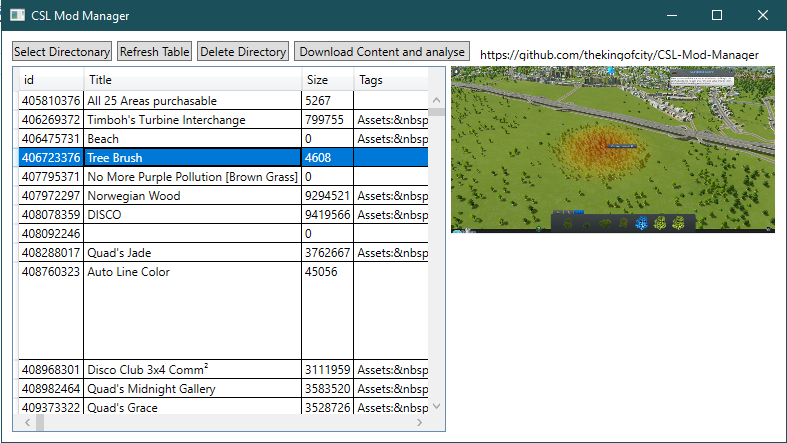 CSL Mod Manager
Select Directonary Refresh Table Delete Directory Download Content and analyse https://github.com/thekingofcity/CSL-Mod-Manager
id Title Size Tags
405810376 All 25 Areas purchasable 5267
406269372 Timboh's Turbine Interchange 799755 Assets:&nbsp
406475731 Beach 0 Assets:&nbsp
406723376 Tree Brush 4608
407795371 No More Purple Pollution [Brown Grass] 0
407972297 Norwegian Wood 9294521 Assets:&nbsp
408078359 DISCO 9419566 Assets:&nbsp
408092246 0
408288017 Quad's Jade 3762667 Assets:&nbsp
408760323 Auto Line Color 45056
408968301 Disco Club 3x4 Comm² 3111959 Assets:&nbsp
408982464 Quad's Midnight Gallery 3583520 Assets:&nbsp
409373322 Quad's Grace 3528726 Assets:&nbsp